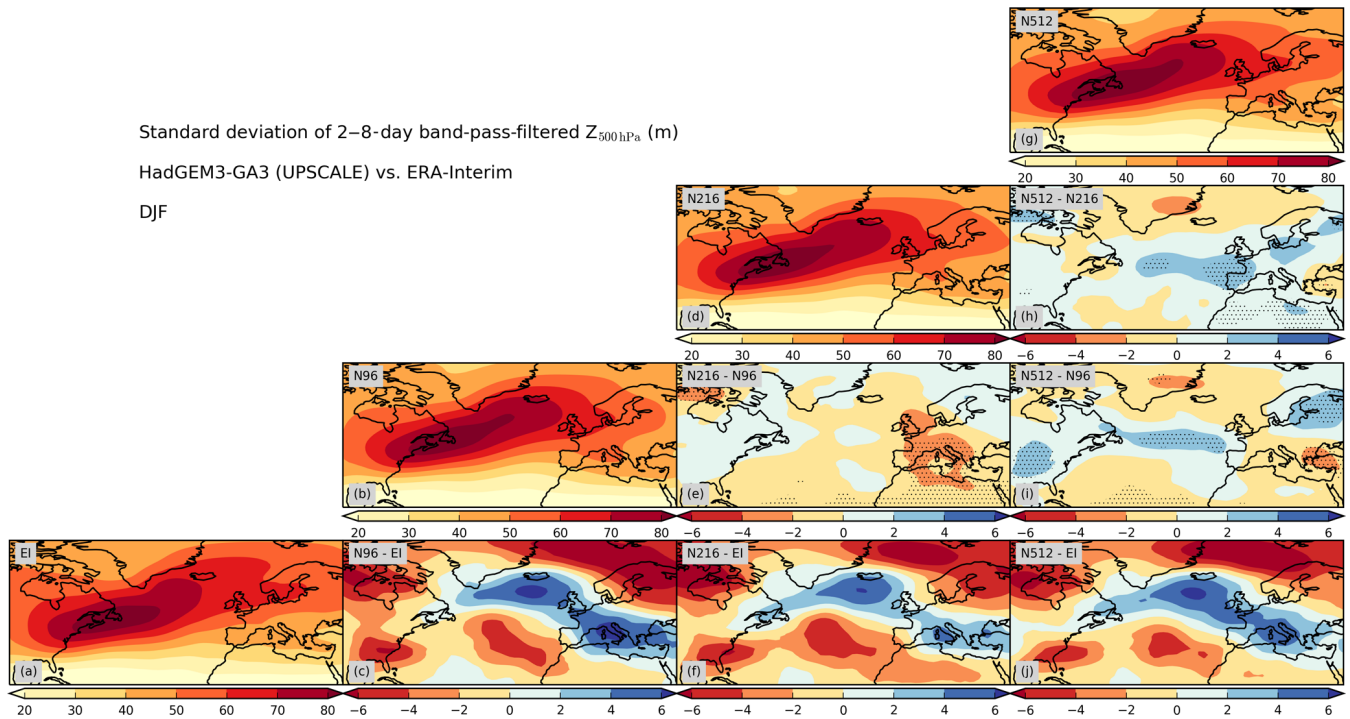 N512
(g)
20 30 40 50 60 70 80
Standard deviation of 2−8-day band-pass-filtered Z500 hPa (m)
HadGEM3-GA3 (UPSCALE) vs. ERA-Interim
DJF
N216
(d)
20 30 40 50 60 70 80
N512 - N216
(h)
−6 −4 −2 0 2 4 6
N96
(b)
20 30 40 50 60 70 80
N216 - N96
(e)
−6 −4 −2 0 2 4 6
N512 - N96
(i)
−6 −4 −2 0 2 4 6
EI
(a)
20 30 40 50 60 70 80
N96 - EI
(c)
−6 −4 −2 0 2 4 6
N216 - EI
(f)
−6 −4 −2 0 2 4 6
N512 - EI
(j)
−6 −4 −2 0 2 4 6